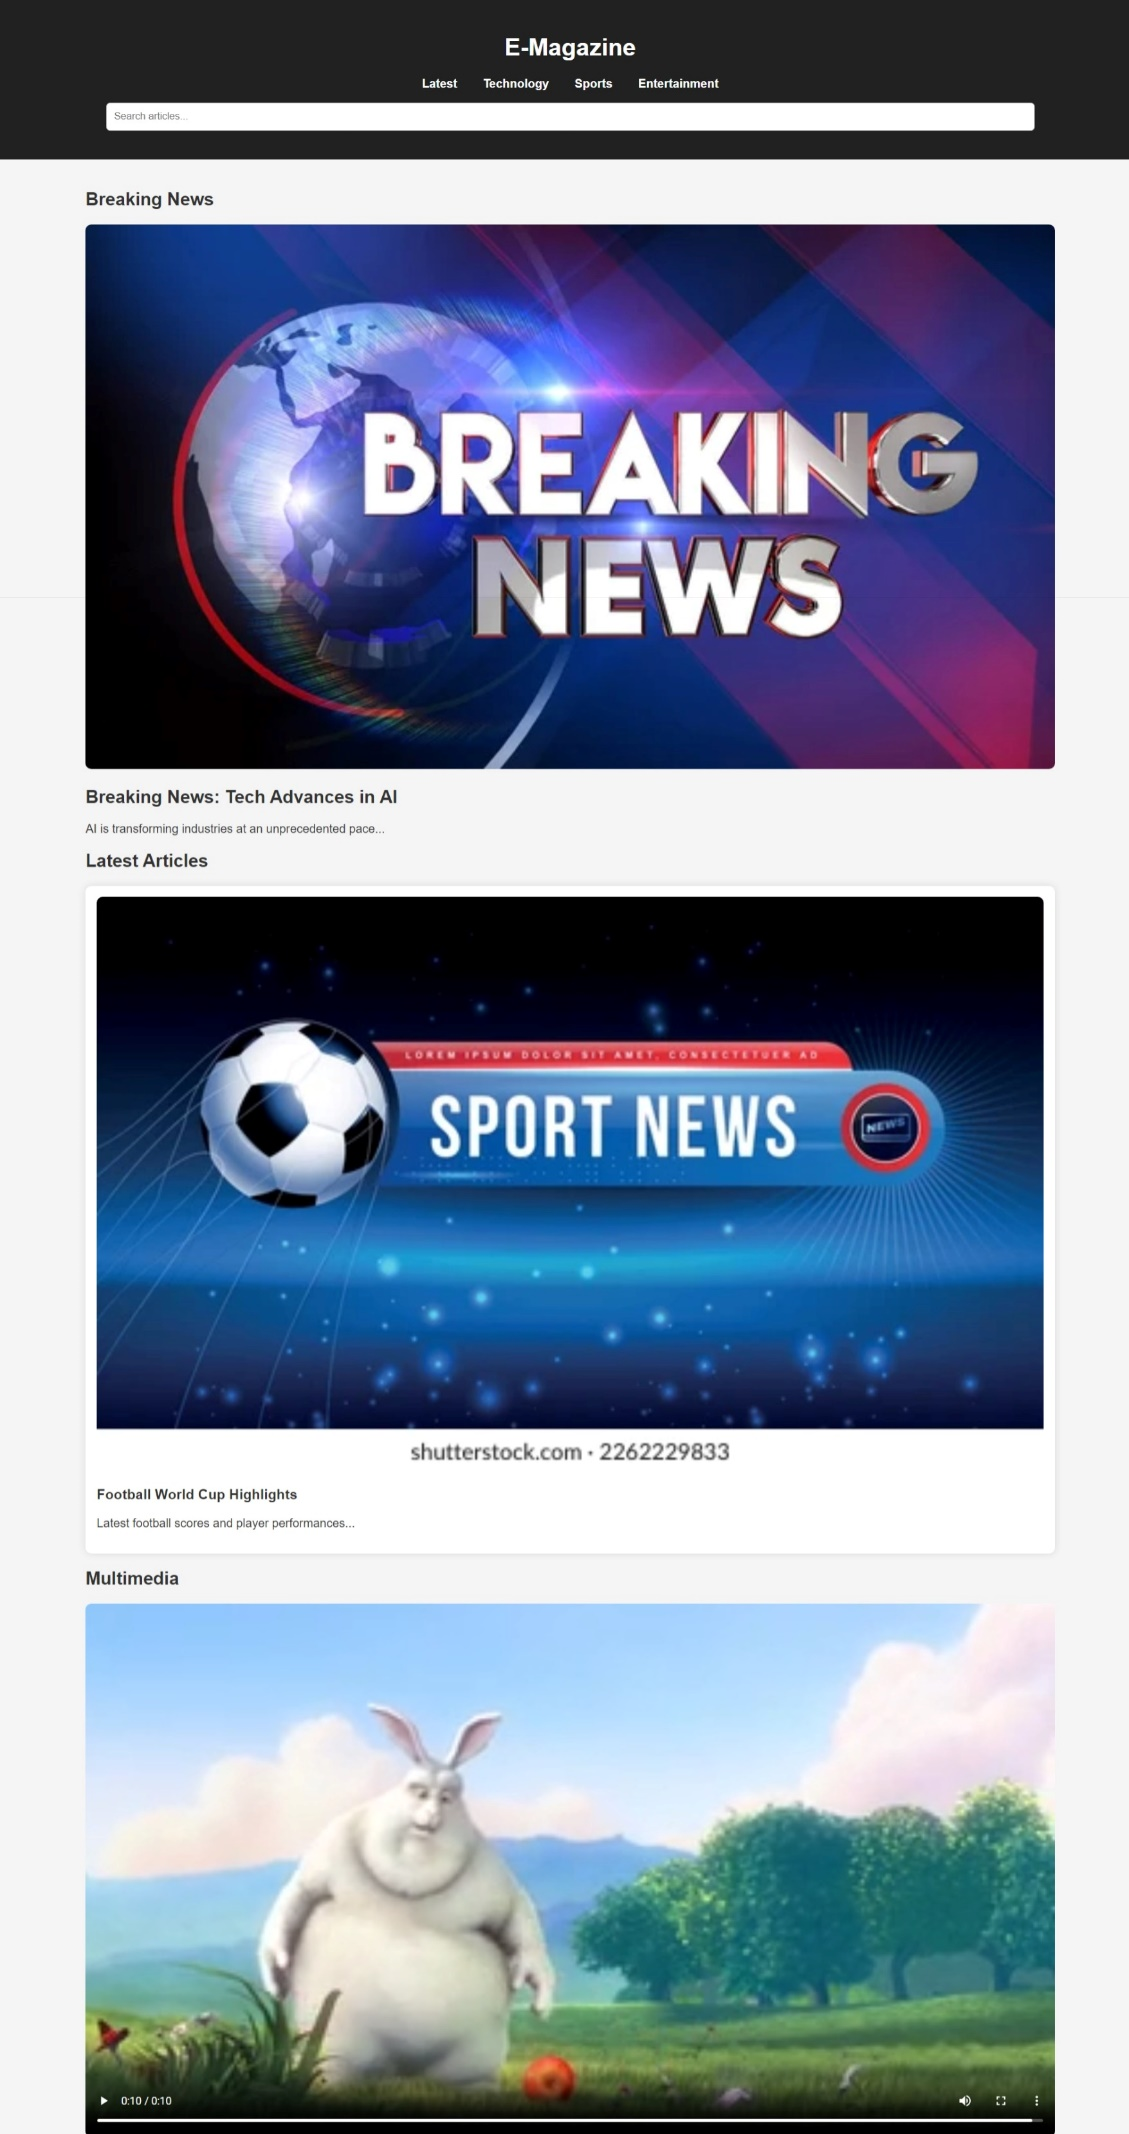 E-Magazine
Latest Technology Sports Entertainment
Search articles...
Breaking News
BREAKING
NEWS
Breaking News: Tech Advances in AI
AI is transforming industries at an unprecedented pace...
Latest Articles
LOREM IPSUM DOLOR SIT AMET, CONSECTETUER AD
SPORT NEWS
NEWS
shutterstock.com · 2262229833
Football World Cup Highlights
Latest football scores and player performances...
Multimedia
0:10 / 0:10